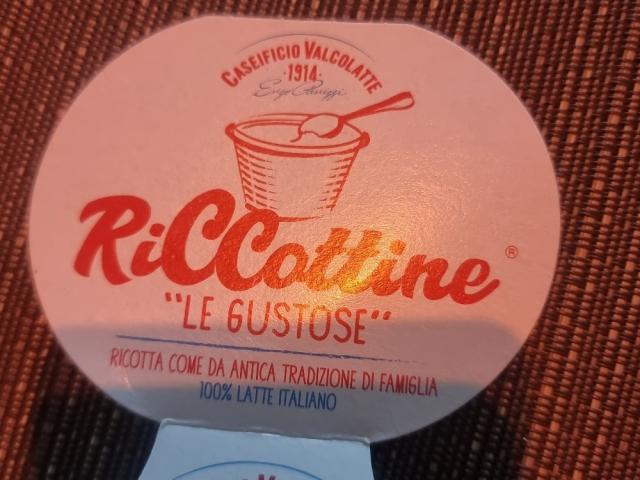 CASEIFICIO VALCOLATTE
·1914·
RiCCottine®
"LE GUSTOSE"
RICOTTA COME DA ANTICA TRADIZIONE DI FAMIGLIA
100% LATTE ITALIANO